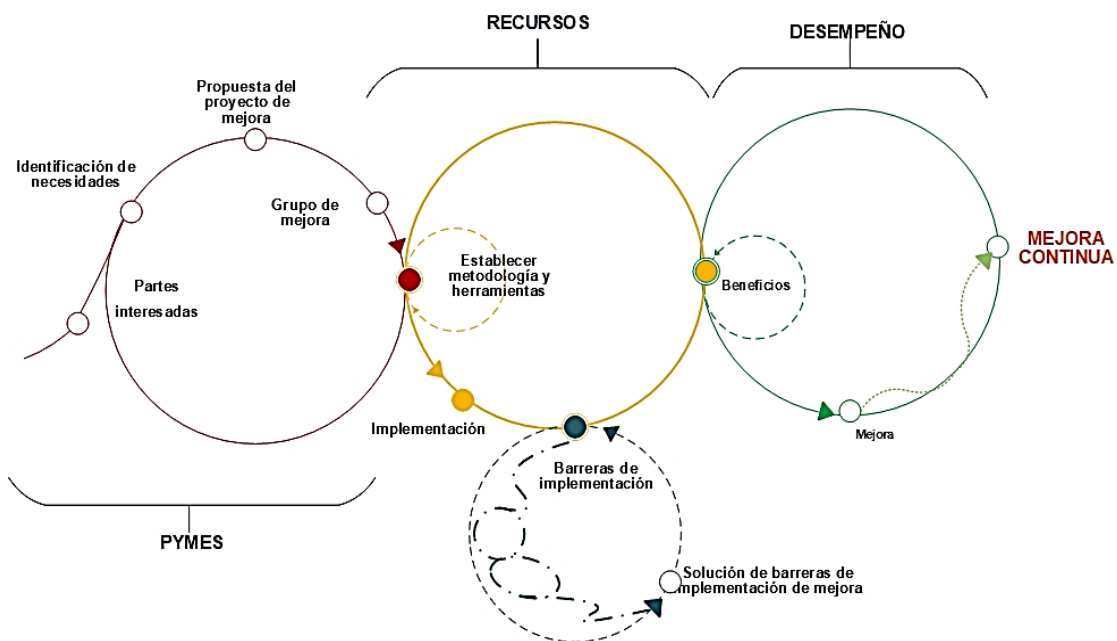 RECURSOS
DESEMPEÑO
Propuesta del
proyecto de
mejora
Identificación de
necesidades
Grupo de
mejora
Partes
interesadas
Establecer
metodología y
herramientas
Beneficios
MEJORA
CONTINUA
Implementación
Mejora
Barreras de
implementación
PYMES
Solución de barreras de
implementación de mejora